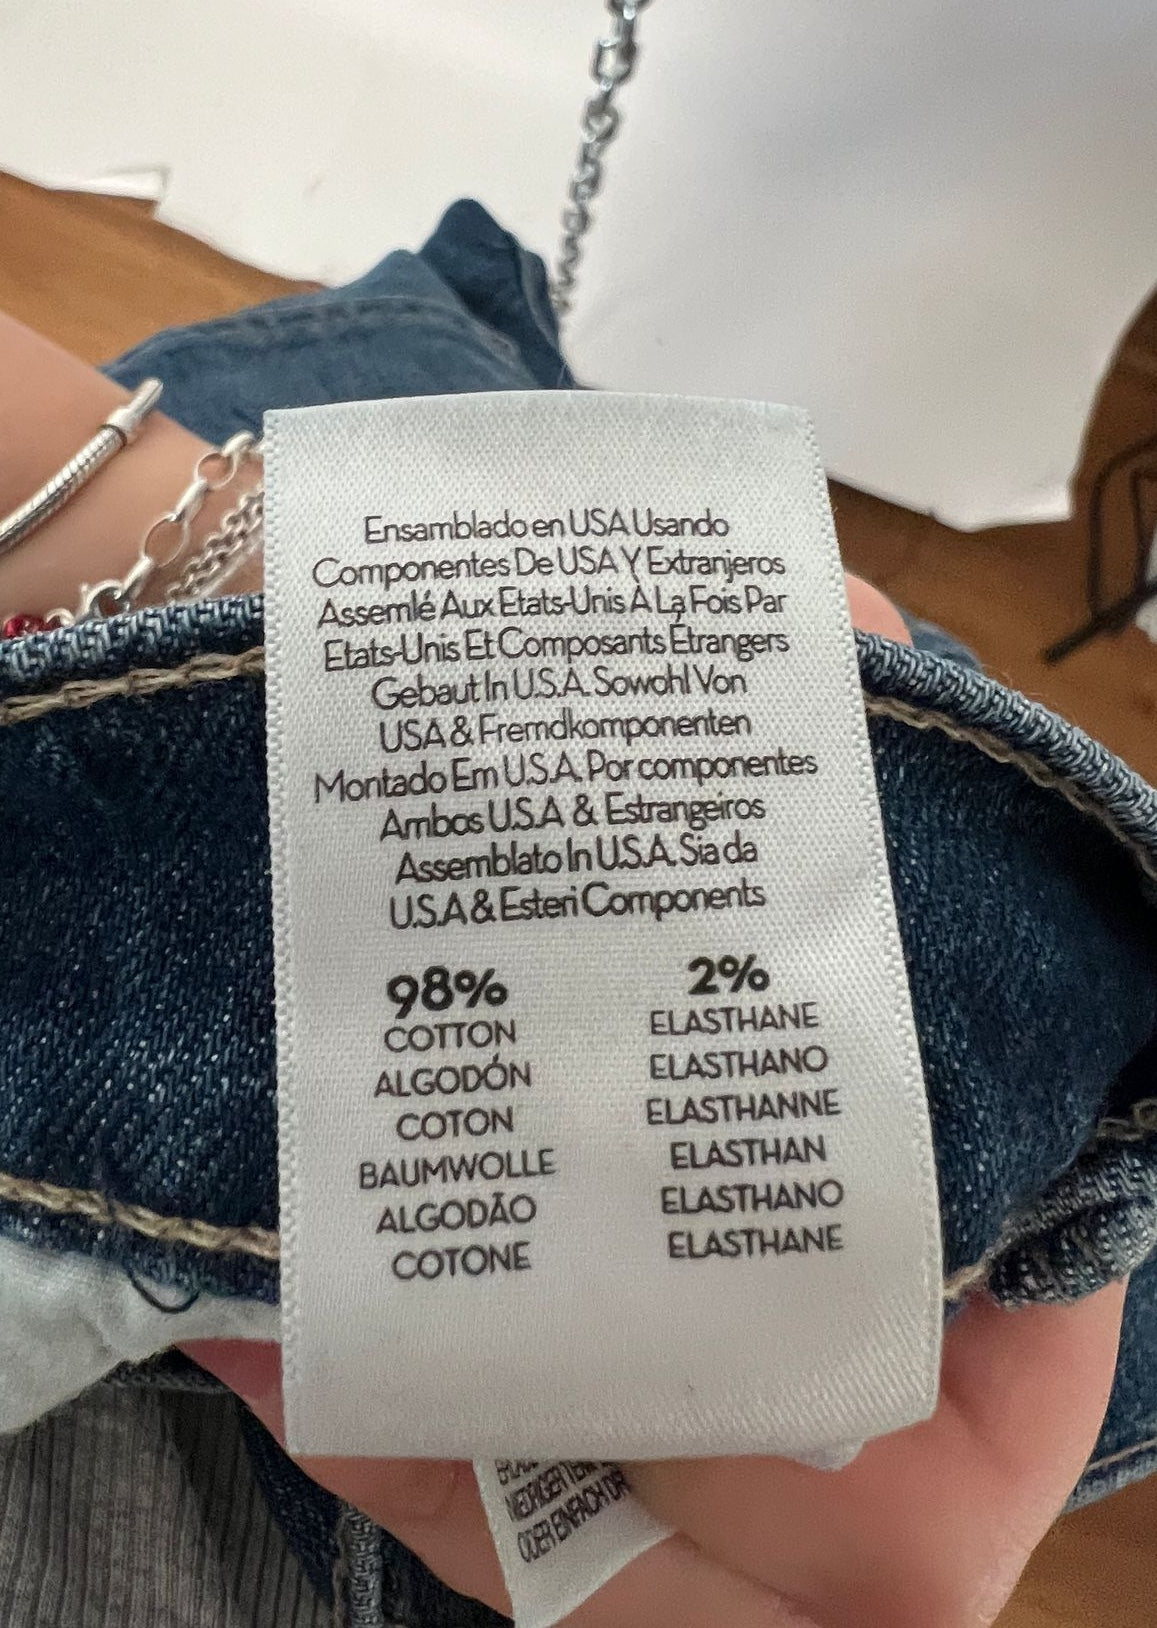 Ensamblado en USA Usando
Componentes De USA Y Extranjeros
Assemlé Aux Etats-Unis À La Fois Par
Etats-Unis Et Composants Étrangers
Gebaut In U.S.A. Sowohl Von
USA & Fremdkomponenten
Montado Em U.S.A. Por componentes
Ambos U.S.A & Estrangeiros
Assemblato In U.S.A. Sia da
U.S.A & Esteri Components
98% 2%
COTTON ELASTHANE
ALGODÓN ELASTHANO
COTON ELASTHANNE
BAUMWOLLE ELASTHAN
ALGODÃO ELASTHANO
COTONE ELASTHANE
ODER EINFACH